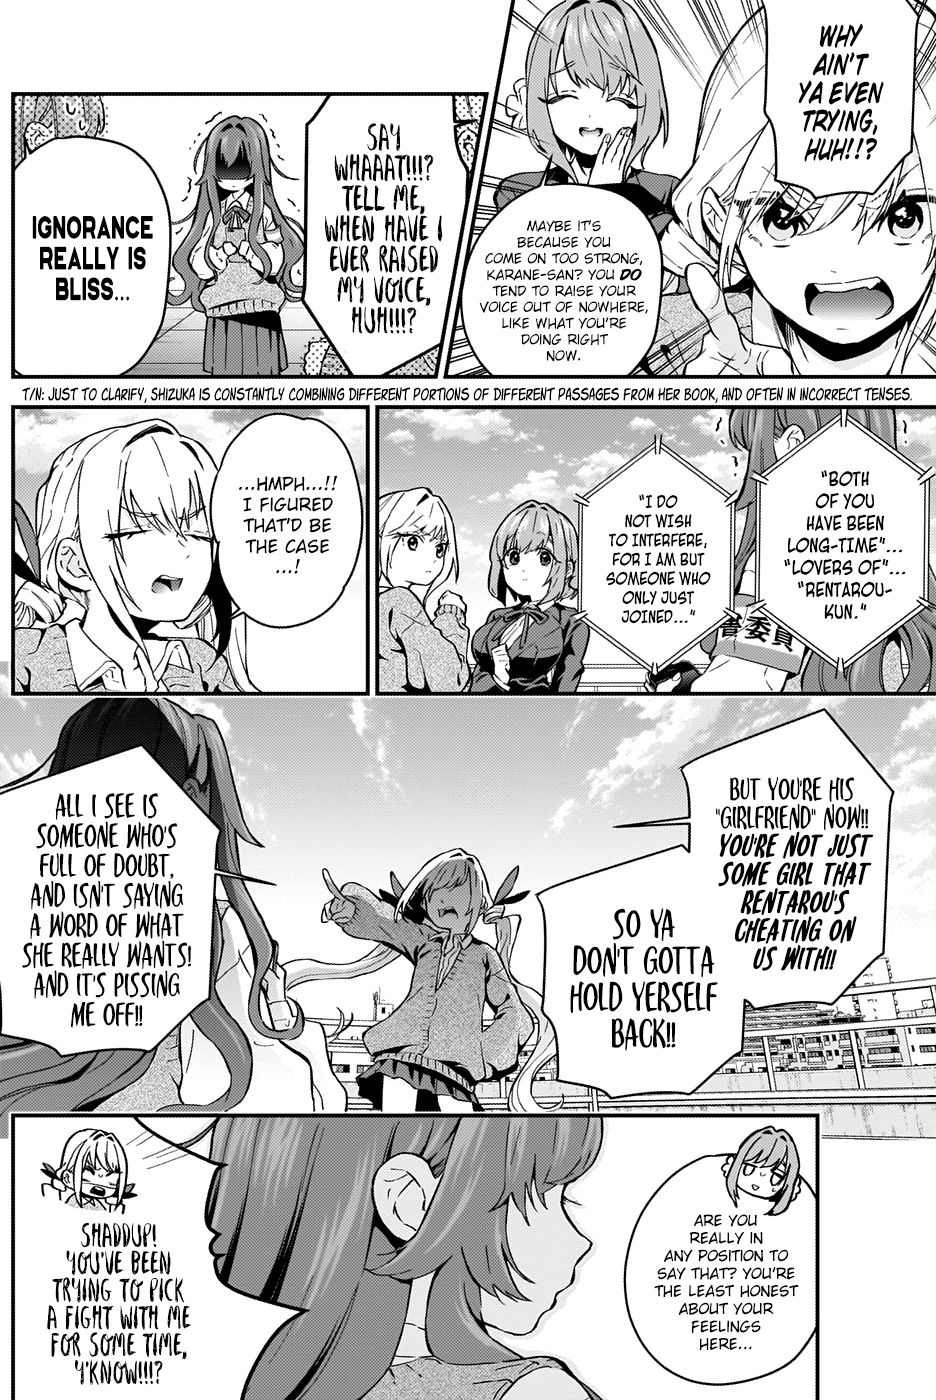 WHY
AIN'T
YA EVEN
TRYING,
HUH!!?
MAYBE IT'S
BECAUSE YOU
COME ON TOO STRONG,
KARANE-SAN? YOU DO
TEND TO RAISE YOUR
VOICE OUT OF NOWHERE,
LIKE WHAT YOU'RE
DOING RIGHT
NOW.
SAY
WHAAAT!!!?
TELL ME,
WHEN HAVE I
EVER RAISED
MY VOICE,
HUH!!!?
IGNORANCE
REALLY IS
BLISS...
T/N: JUST TO CLARIFY, SHIZUKA IS CONSTANTLY COMBINING DIFFERENT PORTIONS OF DIFFERENT PASSAGES FROM HER BOOK, AND OFTEN IN INCORRECT TENSES.
"BOTH
OF YOU
HAVE BEEN
LONG-TIME"...
"LOVERS OF"...
"RENTAROU-
KUN."
書委員
"I DO
NOT WISH
TO INTERFERE,
FOR I AM BUT
SOMEONE WHO
ONLY JUST
JOINED..."
...HMPH...!!
I FIGURED
THAT'D BE
THE CASE
...!
BUT YOU'RE HIS
"GIRLFRIEND" NOW!!
YOU'RE NOT JUST
SOME GIRL THAT
RENTAROU'S
CHEATING ON
US WITH!!
SO YA
DON'T GOTTA
HOLD YERSELF
BACK!!
ALL I SEE IS
SOMEONE WHO'S
FULL OF DOUBT,
AND ISN'T SAYING
A WORD OF WHAT
SHE REALLY WANTS!
AND IT'S PISSING
ME OFF!!
ARE YOU
REALLY IN
ANY POSITION TO
SAY THAT? YOU'RE
THE LEAST HONEST
ABOUT YOUR
FEELINGS
HERE...
SHADDUP!
YOU'VE BEEN
TRYING TO PICK
A FIGHT WITH ME
FOR SOME TIME,
Y'KNOW!!!?